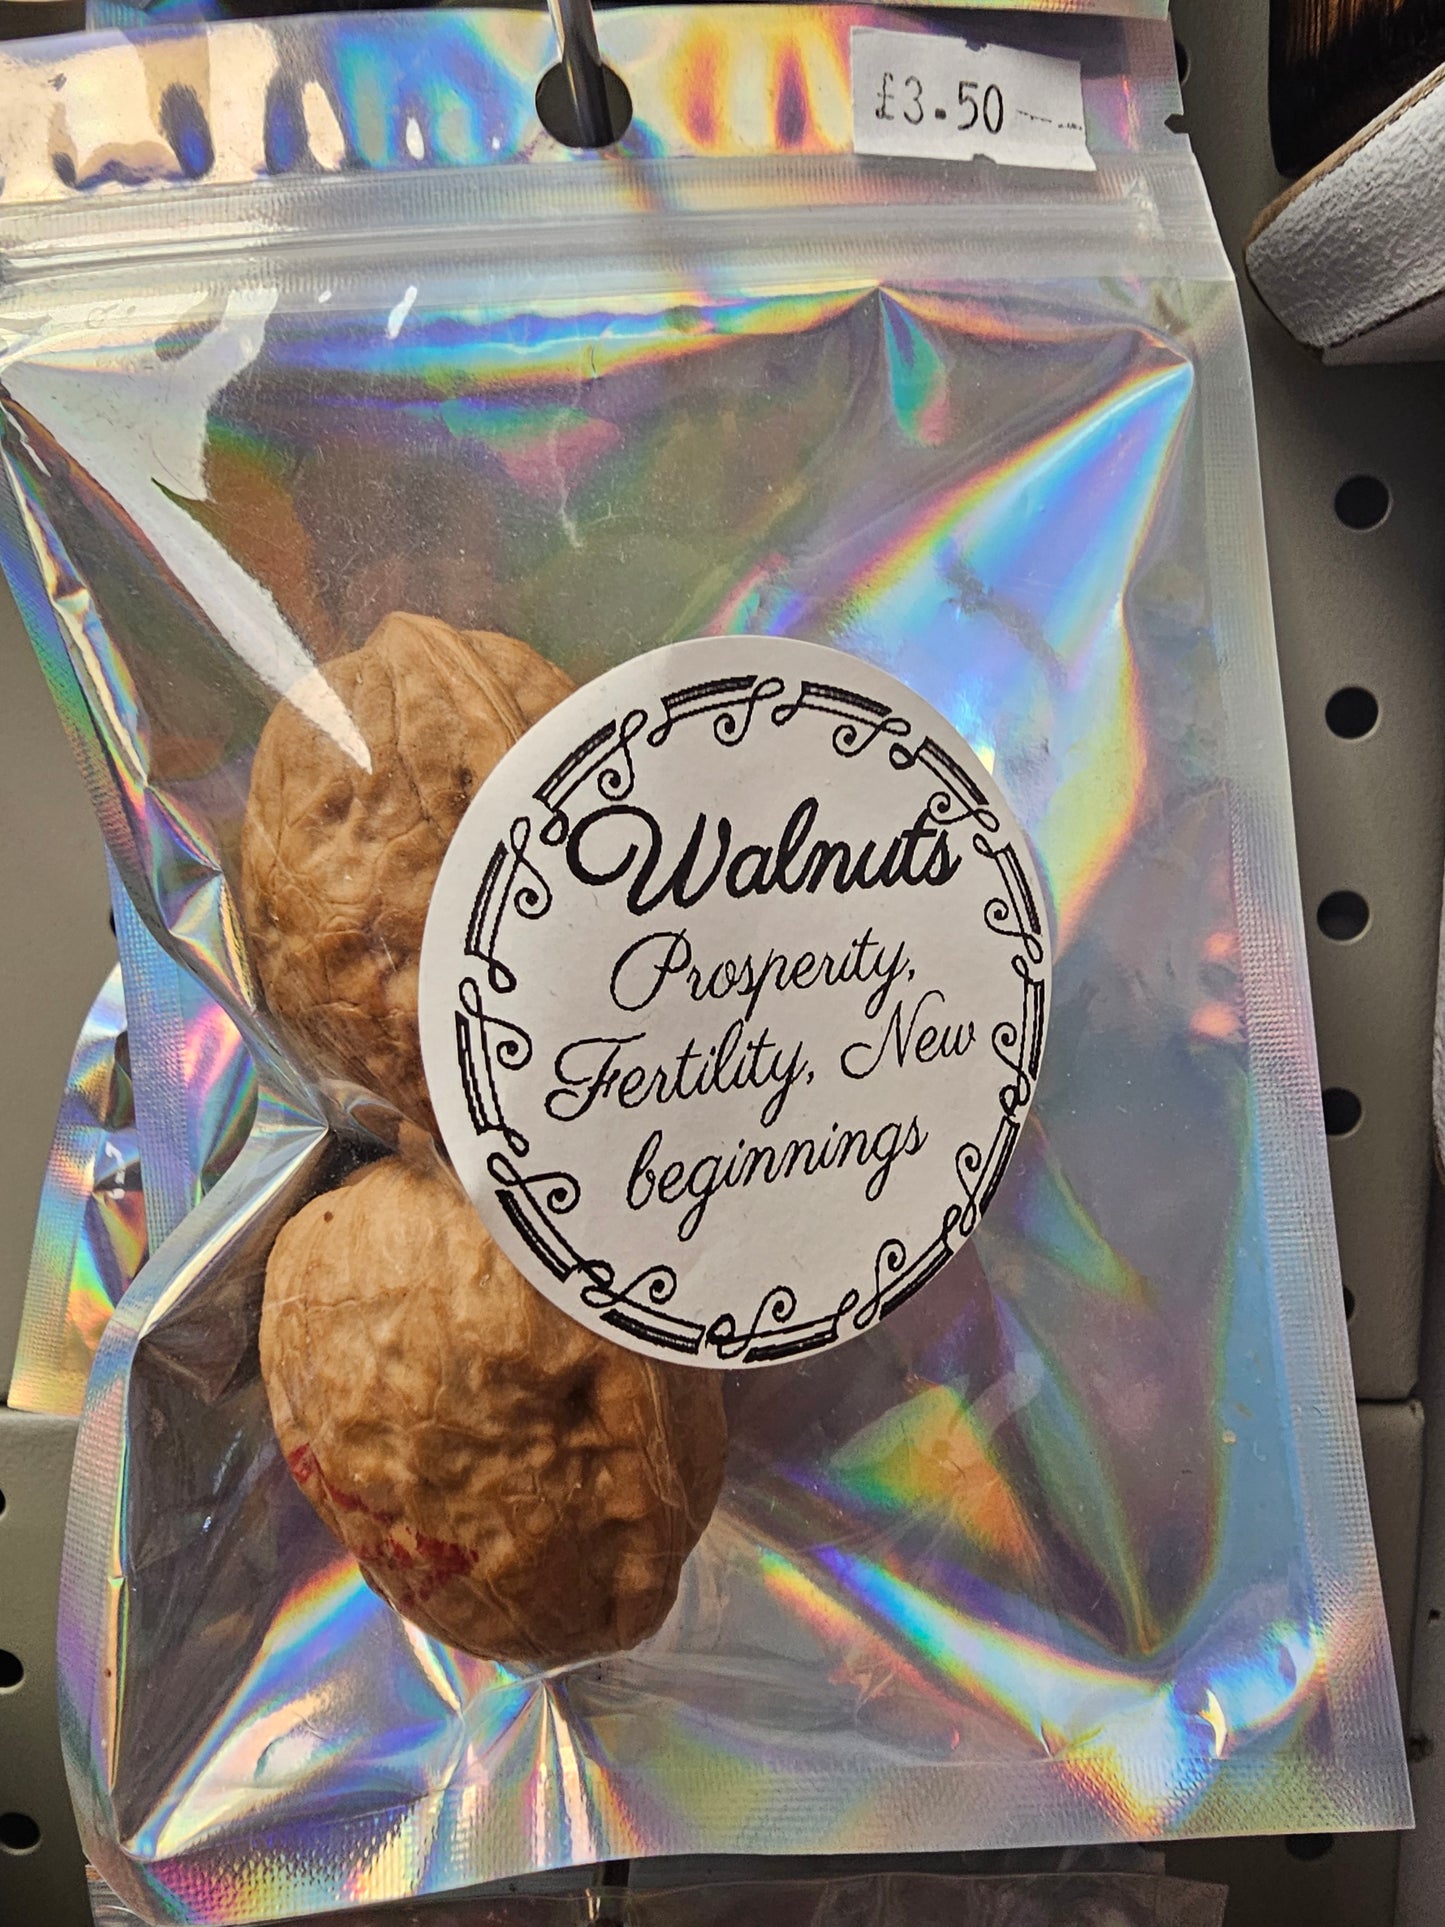 £3.50
Walnuts
Prosperity,
Fertility, New
beginnings